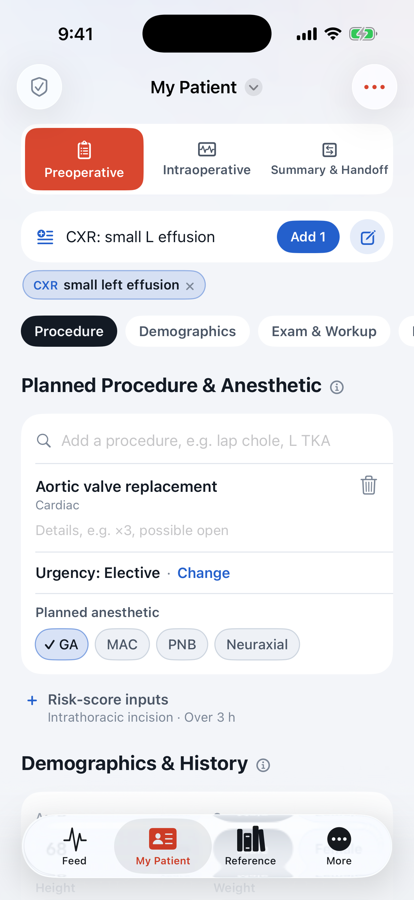 9:41
My Patient
Preoperative
Intraoperative
Summary & Handoff
CXR: small L effusion
Add 1
CXR small left effusion ×
Procedure
Demographics
Exam & Workup
Planned Procedure & Anesthetic
Add a procedure, e.g. lap chole, L TKA
Aortic valve replacement
Cardiac
Details, e.g. ×3, possible open
Urgency: Elective · Change
Planned anesthetic
✓ GA
MAC
PNB
Neuraxial
+ Risk-score inputs
Intrathoracic incision · Over 3 h
Demographics & History
68
Feed
My Patient
Reference
More
Height
Weight